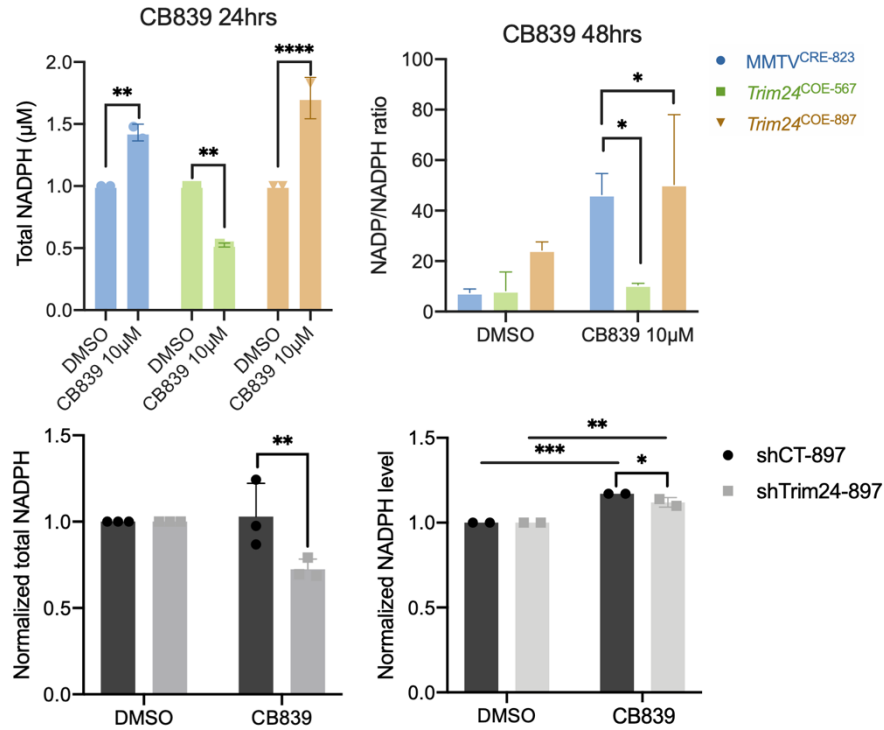 CB839 24hrs
Total NADPH (µM)
2.0
1.5
1.0
0.5
0.0
**
**
****
DMSO
CB839 10µM
DMSO
CB839 10µM
DMSO
CB839 10µM
CB839 48hrs
NADP/NADPH ratio
100
80
60
40
20
0
*
*
DMSO
CB839 10µM
MMTVCRE-823
Trim24COE-567
Trim24COE-897
Normalized total NADPH
1.5
1.0
0.5
0.0
**
DMSO
CB839
Normalized NADPH level
1.5
1.0
0.5
0.0
**
***
*
DMSO
CB839
shCT-897
shTrim24-897